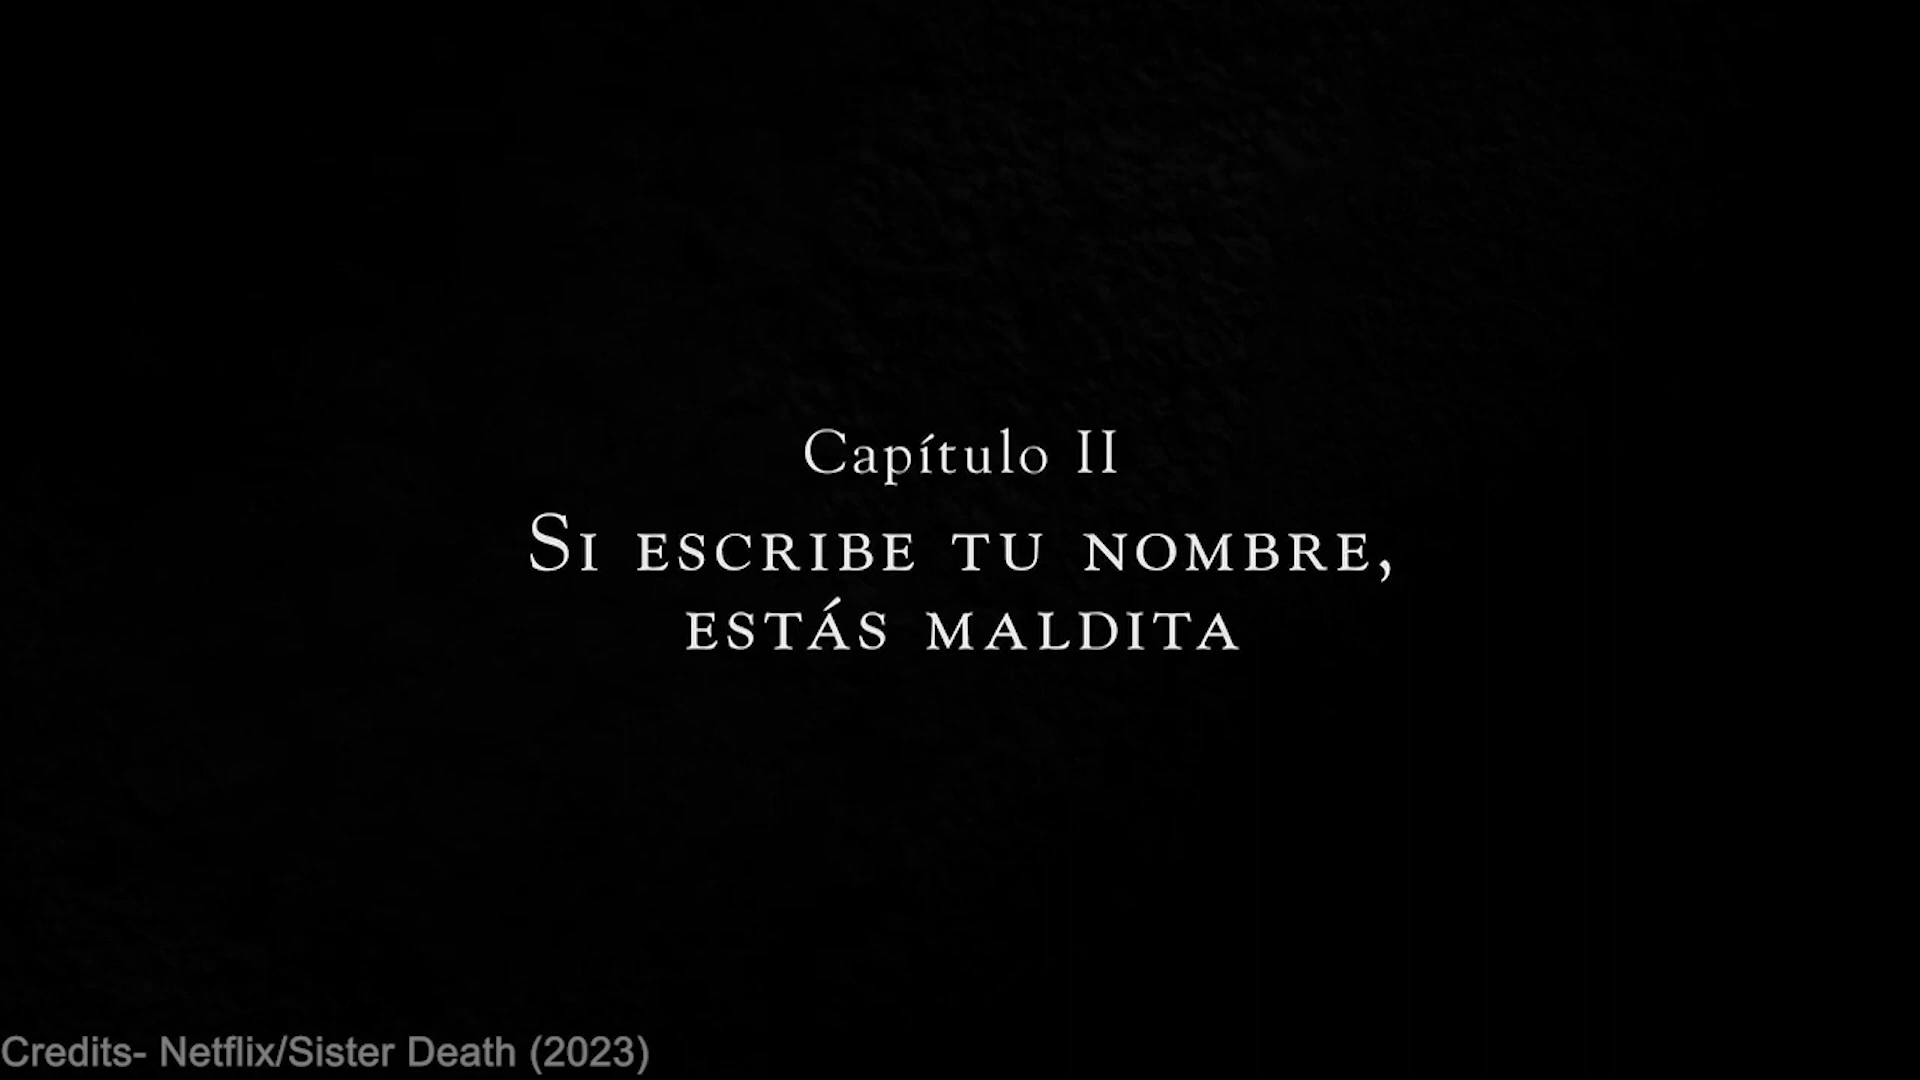 Capítulo II
Si escribe tu nombre,
estás maldita
Credits- Netflix/Sister Death (2023)